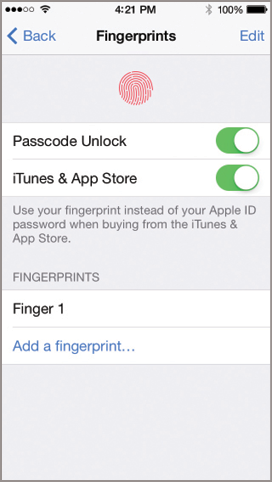 4:21 PM 100%
Back Fingerprints Edit
Passcode Unlock
iTunes & App Store
Use your fingerprint instead of your Apple ID
password when buying from the iTunes &
App Store.
FINGERPRINTS
Finger 1
Add a fingerprint…